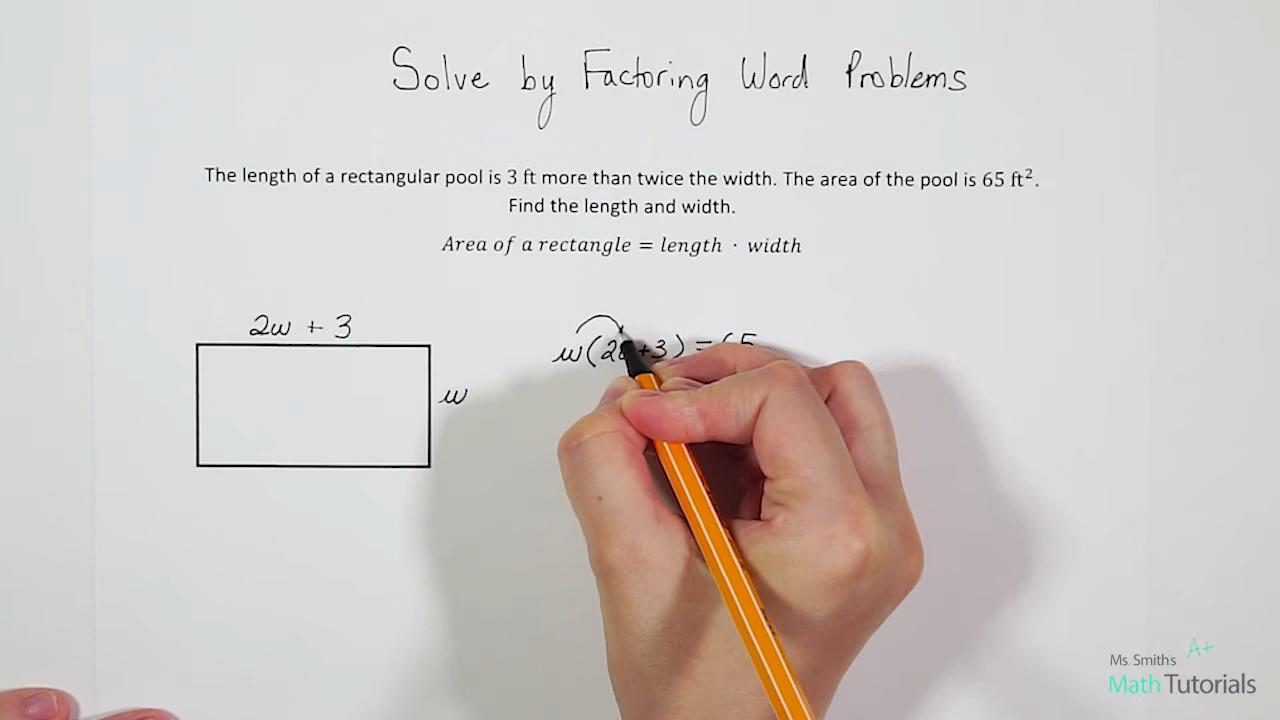 Solve by Factoring Word Problems
The length of a rectangular pool is 3 ft more than twice the width. The area of the pool is 65 ft².
Find the length and width.
Area of a rectangle = length · width
2w + 3
w(2 +3) =
w
Ms. Smith's A+
Math Tutorials